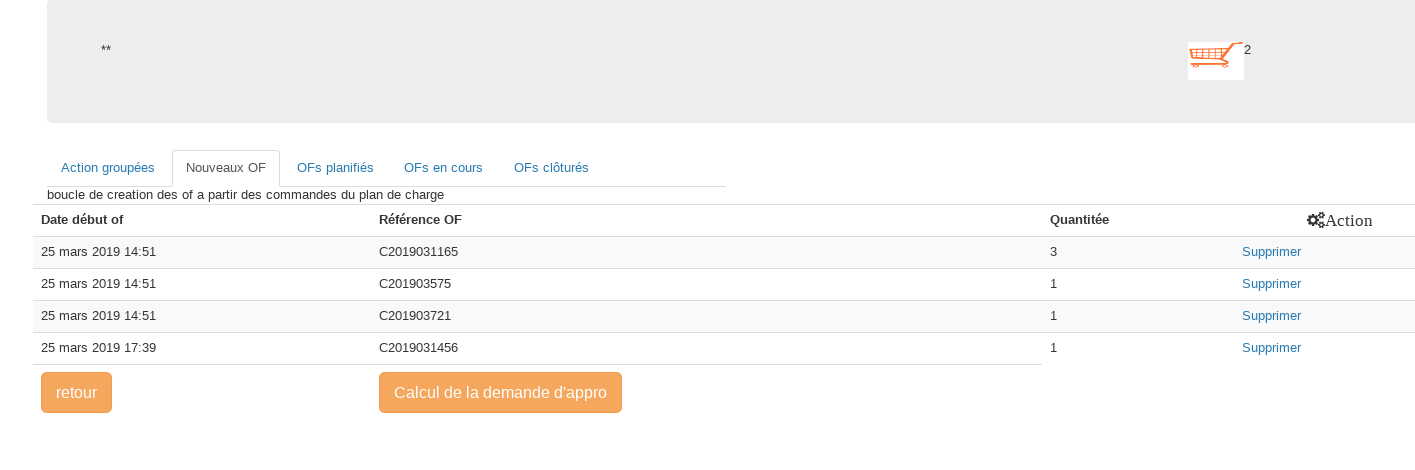 **
2
Action groupées Nouveaux OF OFs planifiés OFs en cours OFs clôturés
boucle de creation des of a partir des commandes du plan de charge
Date début of Référence OF Quantitée Action
25 mars 2019 14:51 C2019031165 3 Supprimer
25 mars 2019 14:51 C201903575 1 Supprimer
25 mars 2019 14:51 C201903721 1 Supprimer
25 mars 2019 17:39 C2019031456 1 Supprimer
retour Calcul de la demande d'appro